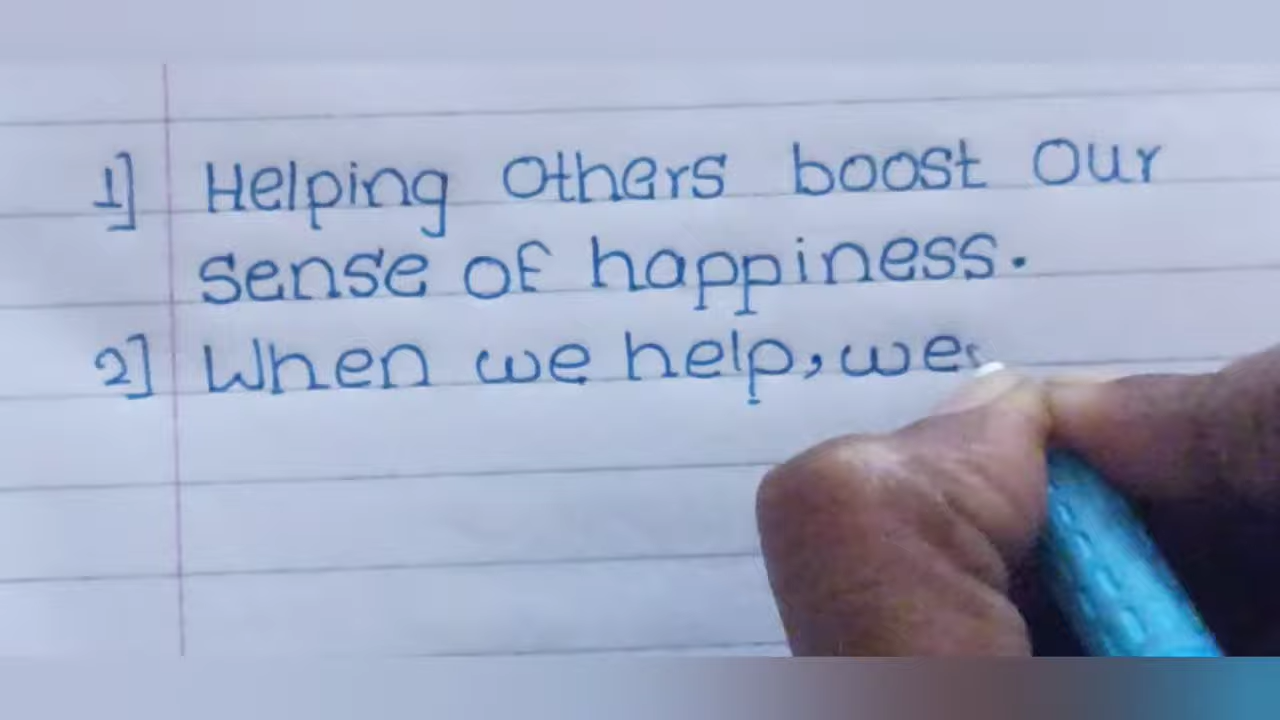 1] Helping others boost our
sense of happiness.
2] When we help, we